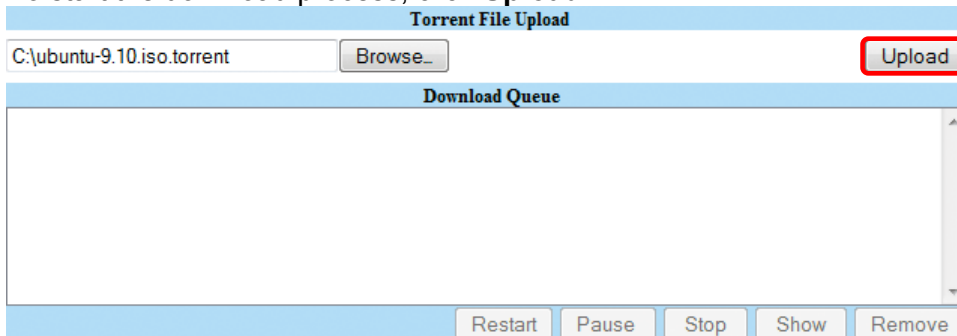 Torrent File Upload
C:\ubuntu-9.10.iso.torrent Browse... Upload
Download Queue
Restart Pause Stop Show Remove